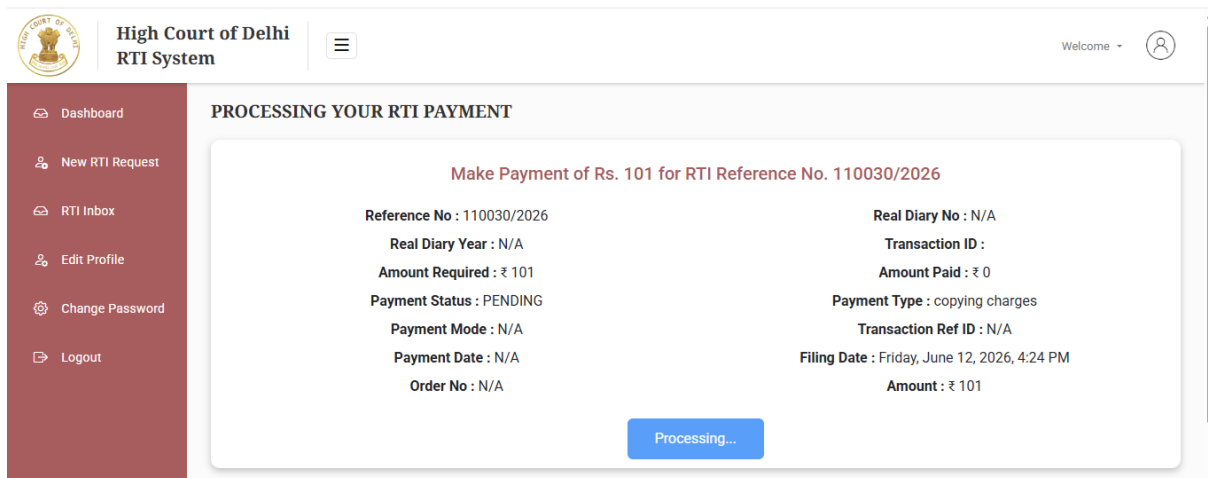 HIGH COURT OF DELHI
High Court of Delhi
RTI System
Welcome
Dashboard
New RTI Request
RTI Inbox
Edit Profile
Change Password
Logout
PROCESSING YOUR RTI PAYMENT
Make Payment of Rs. 101 for RTI Reference No. 110030/2026
Reference No : 110030/2026
Real Diary No : N/A
Real Diary Year : N/A
Transaction ID :
Amount Required : ₹ 101
Amount Paid : ₹ 0
Payment Status : PENDING
Payment Type : copying charges
Payment Mode : N/A
Transaction Ref ID : N/A
Payment Date : N/A
Filing Date : Friday, June 12, 2026, 4:24 PM
Order No : N/A
Amount : ₹ 101
Processing...